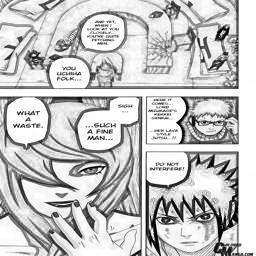 AND YET,
WHEN I
LOOK AT YOU
CLOSELY,
YOU'RE QUITE
FETCHING
MEN.
YOU
UCHIHA
FOLK...
HERE IT
COMES...
LORD
MIZUKAGE'S
KEKKEI
GENKAI...
HER LAVA
STYLE
JUTSU...!!
SIGH
...
...SUCH
A FINE
MAN...
WHAT
A
WASTE.
DO NOT
INTERFERE!